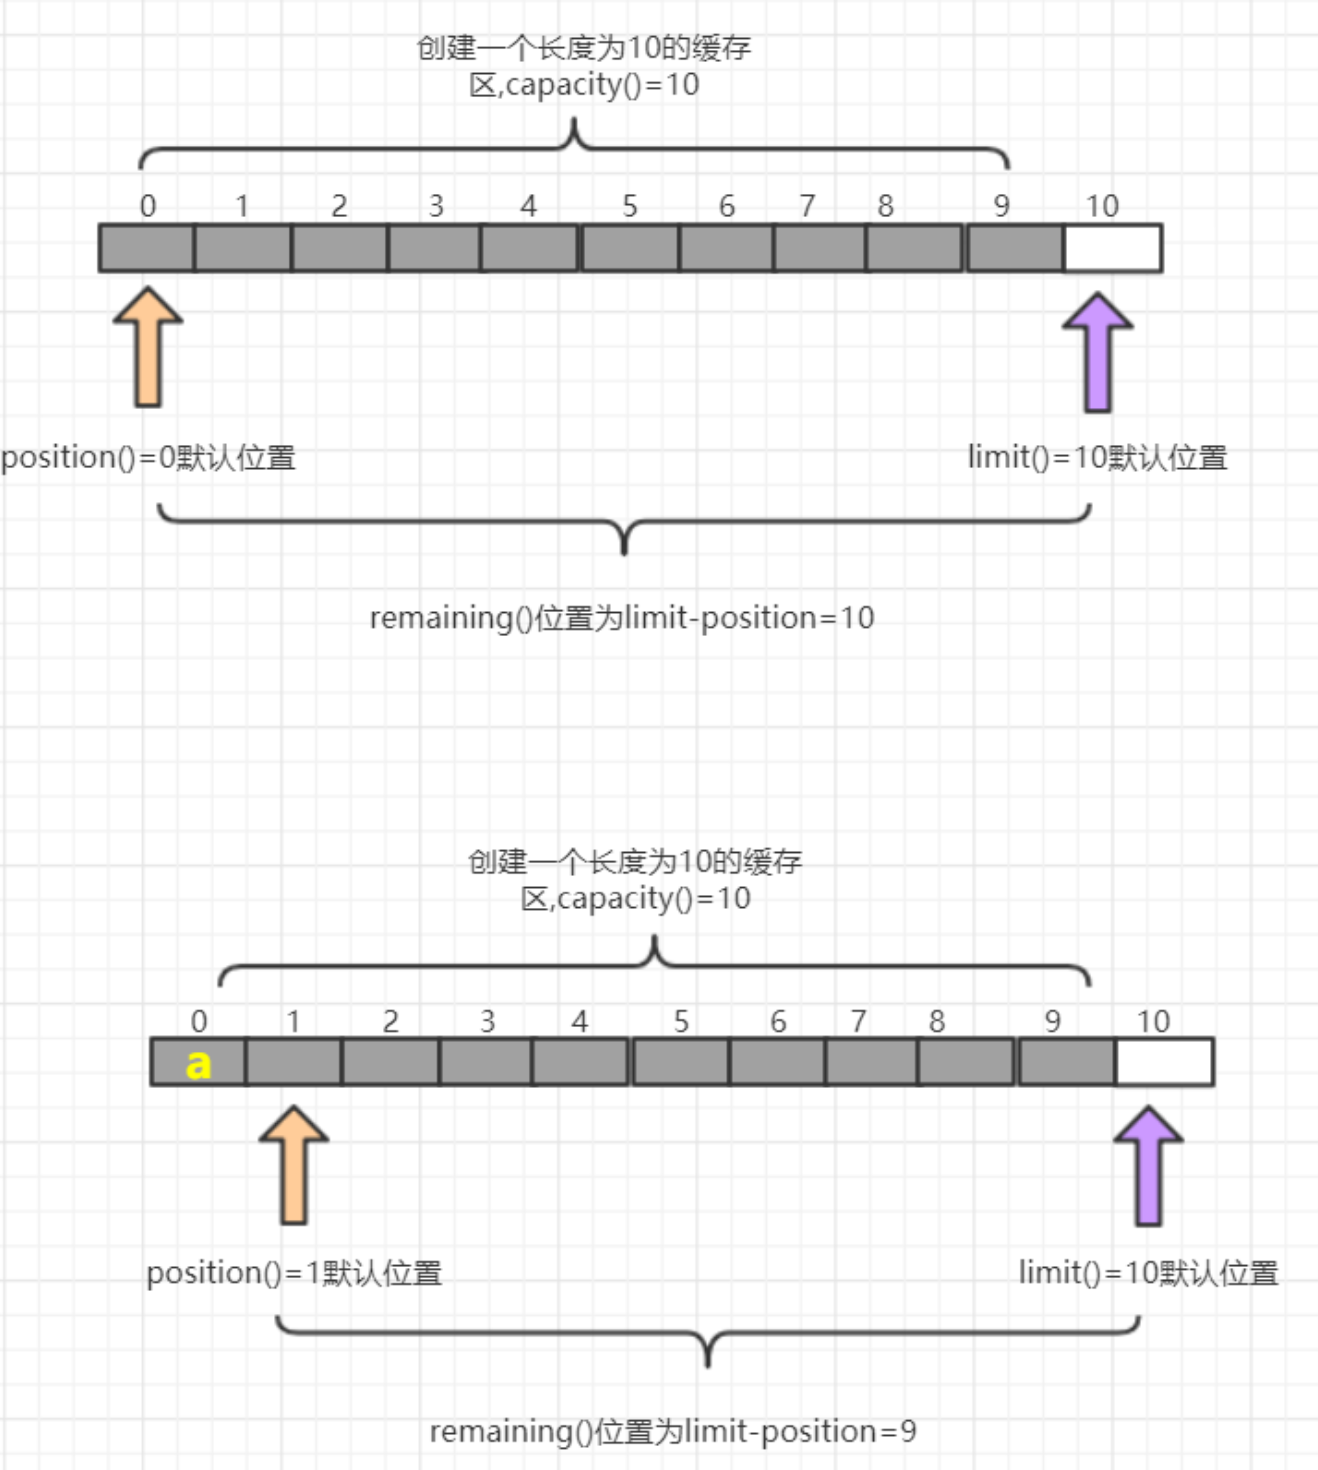 创建一个长度为10的缓存
区,capacity()=10
0 1 2 3 4 5 6 7 8 9 10
position()=0默认位置 limit()=10默认位置
remaining()位置为limit-position=10
创建一个长度为10的缓存
区,capacity()=10
0 1 2 3 4 5 6 7 8 9 10
a
position()=1默认位置 limit()=10默认位置
remaining()位置为limit-position=9